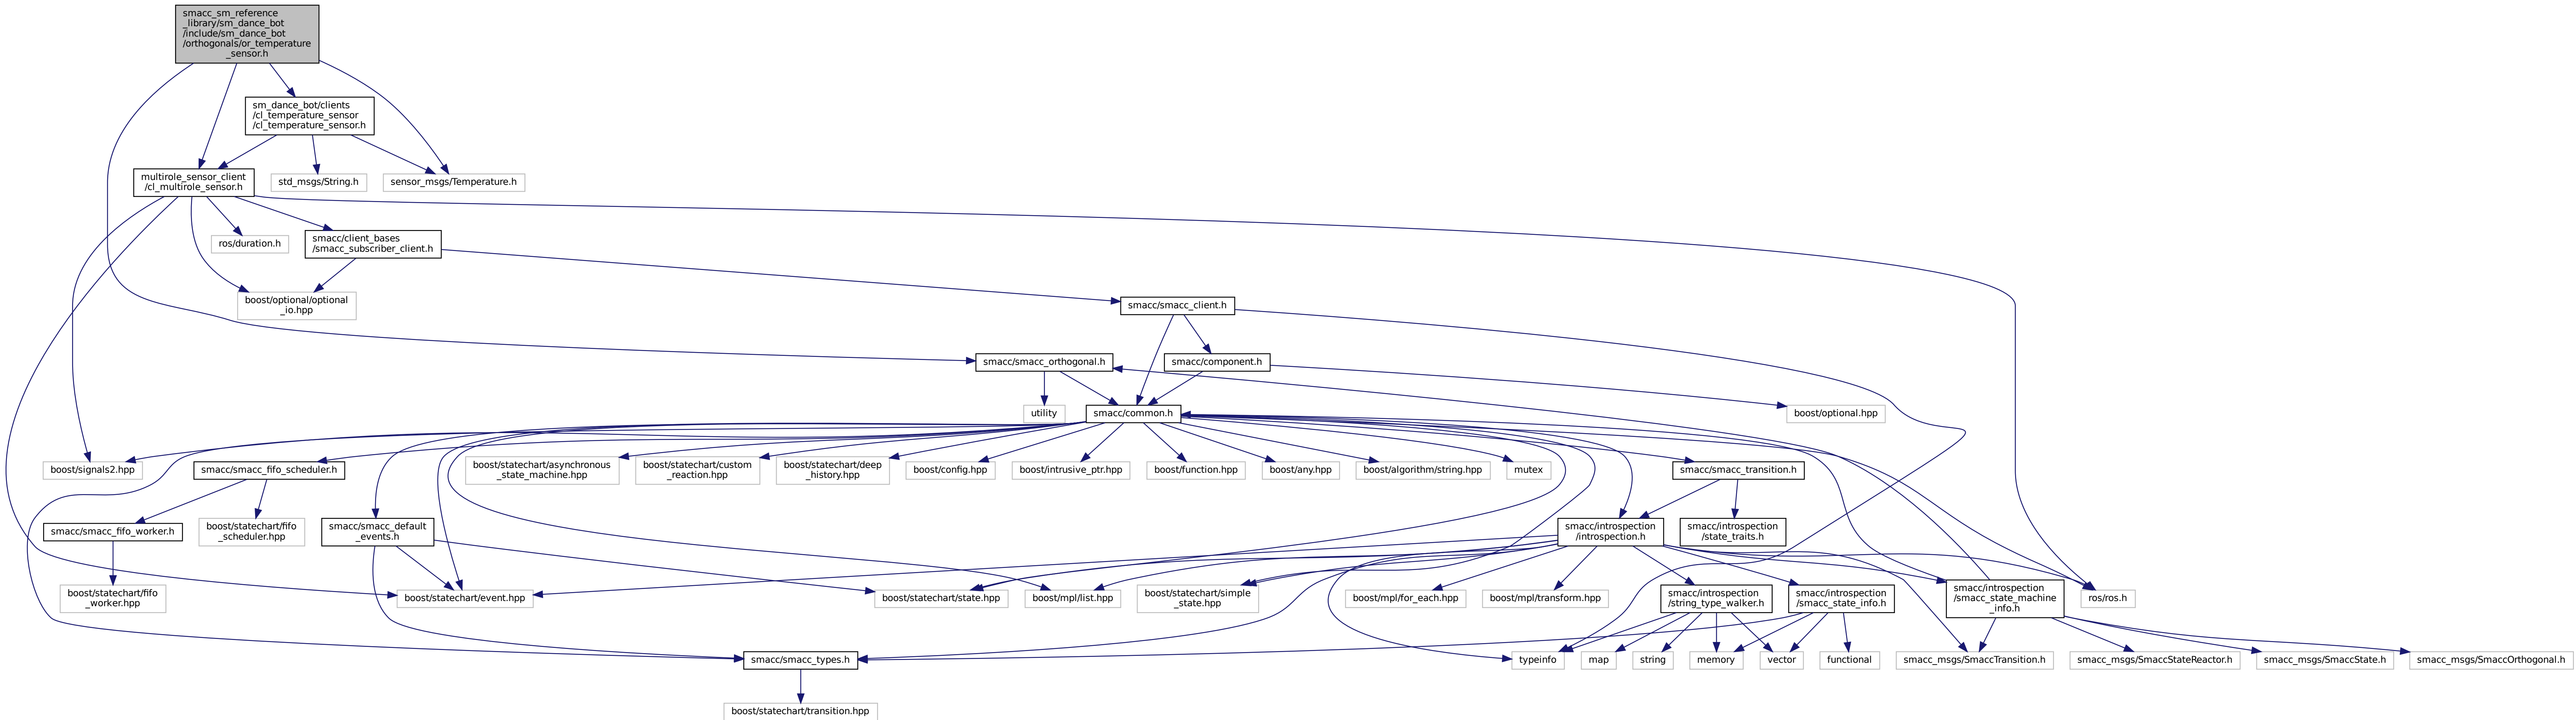 smacc_sm_reference
_library/sm_dance_bot
/include/sm_dance_bot
/orthogonals/or_temperature
_sensor.h
sm_dance_bot/clients
/cl_temperature_sensor
/cl_temperature_sensor.h
multirole_sensor_client
/cl_multirole_sensor.h
std_msgs/String.h
sensor_msgs/Temperature.h
ros/duration.h
smacc/client_bases
/smacc_subscriber_client.h
boost/optional/optional
_io.hpp
smacc/smacc_client.h
smacc/smacc_orthogonal.h
smacc/component.h
utility
smacc/common.h
boost/optional.hpp
boost/signals2.hpp
smacc/smacc_fifo_scheduler.h
boost/statechart/asynchronous
_state_machine.hpp
boost/statechart/custom
_reaction.hpp
boost/statechart/deep
_history.hpp
boost/config.hpp
boost/intrusive_ptr.hpp
boost/function.hpp
boost/any.hpp
boost/algorithm/string.hpp
mutex
smacc/smacc_transition.h
smacc/smacc_fifo_worker.h
boost/statechart/fifo
_scheduler.hpp
smacc/smacc_default
_events.h
smacc/introspection
/introspection.h
smacc/introspection
/state_traits.h
boost/statechart/fifo
_worker.hpp
boost/statechart/event.hpp
boost/statechart/state.hpp
boost/mpl/list.hpp
boost/statechart/simple
_state.hpp
boost/mpl/for_each.hpp
boost/mpl/transform.hpp
smacc/introspection
/string_type_walker.h
smacc/introspection
/smacc_state_info.h
smacc/introspection
/smacc_state_machine
_info.h
ros/ros.h
smacc/smacc_types.h
typeinfo
map
string
memory
vector
functional
smacc_msgs/SmaccTransition.h
smacc_msgs/SmaccStateReactor.h
smacc_msgs/SmaccState.h
smacc_msgs/SmaccOrthogonal.h
boost/statechart/transition.hpp